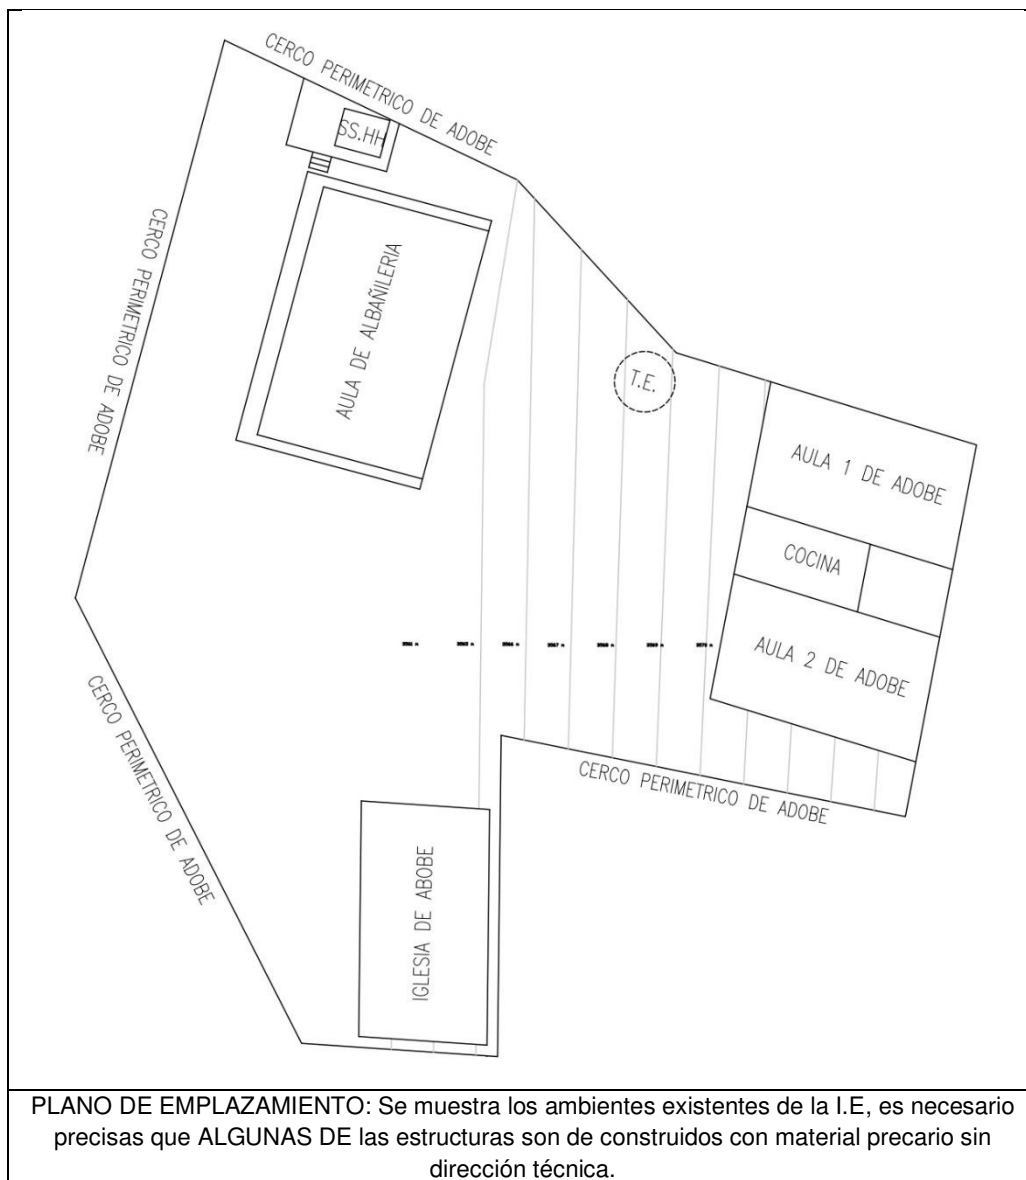 CERCO PERIMETRICO DE ADOBE
SS.HH
CERCO PERIMETRICO DE ADOBE
AULA DE ALBAÑILERIA
T.E.
AULA 1 DE ADOBE
COCINA
AULA 2 DE ADOBE
CERCO PERIMETRICO DE ADOBE
CERCO PERIMETRICO DE ADOBE
IGLESIA DE ABOBE
PLANO DE EMPLAZAMIENTO: Se muestra los ambientes existentes de la I.E, es necesario
precisas que ALGUNAS DE las estructuras son de construidos con material precario sin
dirección técnica.